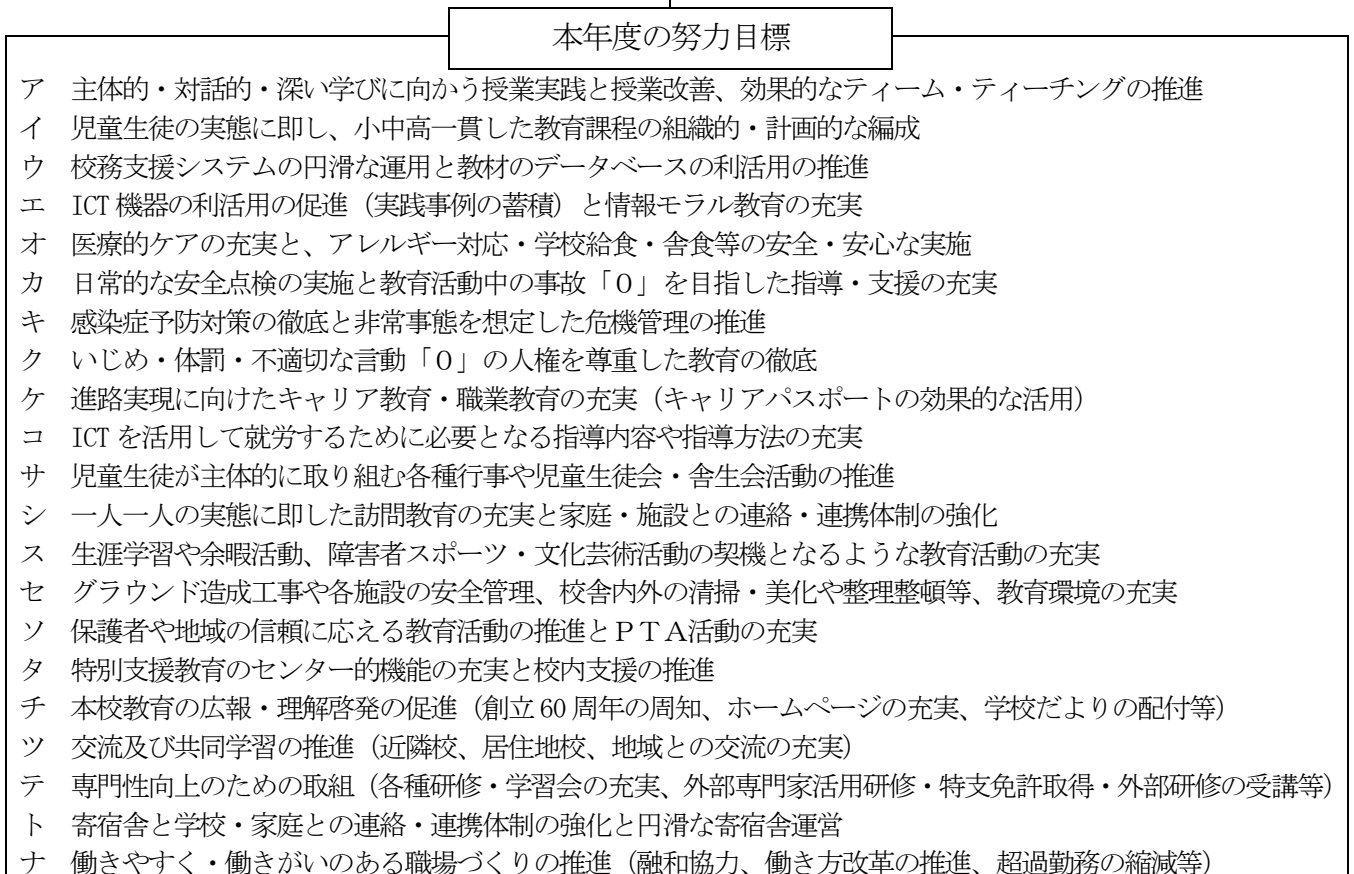 本年度の努力目標
ア 主体的・対話的・深い学びに向かう授業実践と授業改善、効果的なティーム・ティーチングの推進
イ 児童生徒の実態に即し、小中高一貫した教育課程の組織的・計画的な編成
ウ 校務支援システムの円滑な運用と教材のデータベースの利活用の推進
エ ICT機器の利活用の促進（実践事例の蓄積）と情報モラル教育の充実
オ 医療的ケアの充実と、アレルギー対応・学校給食・舎食等の安全・安心な実施
カ 日常的な安全点検の実施と教育活動中の事故「０」を目指した指導・支援の充実
キ 感染症予防対策の徹底と非常事態を想定した危機管理の推進
ク いじめ・体罰・不適切な言動「０」の人権を尊重した教育の徹底
ケ 進路実現に向けたキャリア教育・職業教育の充実（キャリアパスポートの効果的な活用）
コ ICTを活用して就労するために必要となる指導内容や指導方法の充実
サ 児童生徒が主体的に取り組む各種行事や児童生徒会・舎生会活動の推進
シ 一人一人の実態に即した訪問教育の充実と家庭・施設との連絡・連携体制の強化
ス 生涯学習や余暇活動、障害者スポーツ・文化芸術活動の契機となるような教育活動の充実
セ グラウンド造成工事や各施設の安全管理、校舎内外の清掃・美化や整理整頓等、教育環境の充実
ソ 保護者や地域の信頼に応える教育活動の推進とＰＴＡ活動の充実
タ 特別支援教育のセンター的機能の充実と校内支援の推進
チ 本校教育の広報・理解啓発の促進（創立60周年の周知、ホームページの充実、学校だよりの配付等）
ツ 交流及び共同学習の推進（近隣校、居住地校、地域との交流の充実）
テ 専門性向上のための取組（各種研修・学習会の充実、外部専門家活用研修・特支免許取得・外部研修の受講等）
ト 寄宿舎と学校・家庭との連絡・連携体制の強化と円滑な寄宿舎運営
ナ 働きやすく・働きがいのある職場づくりの推進（融和協力、働き方改革の推進、超過勤務の縮減等）